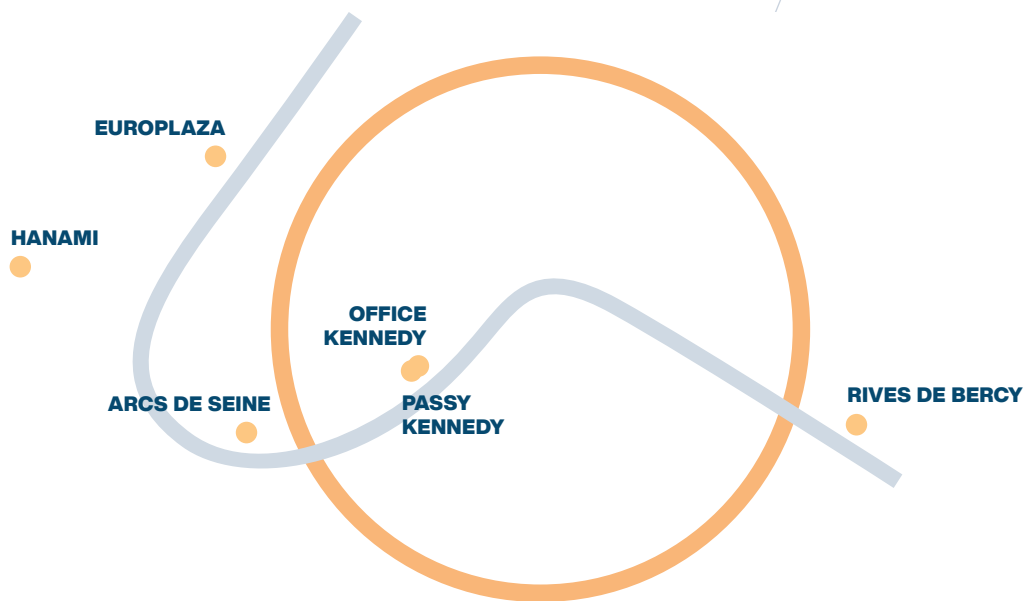 EUROPLAZA
HANAMI
OFFICE
KENNEDY
ARCS DE SEINE
PASSY
KENNEDY
RIVES DE BERCY